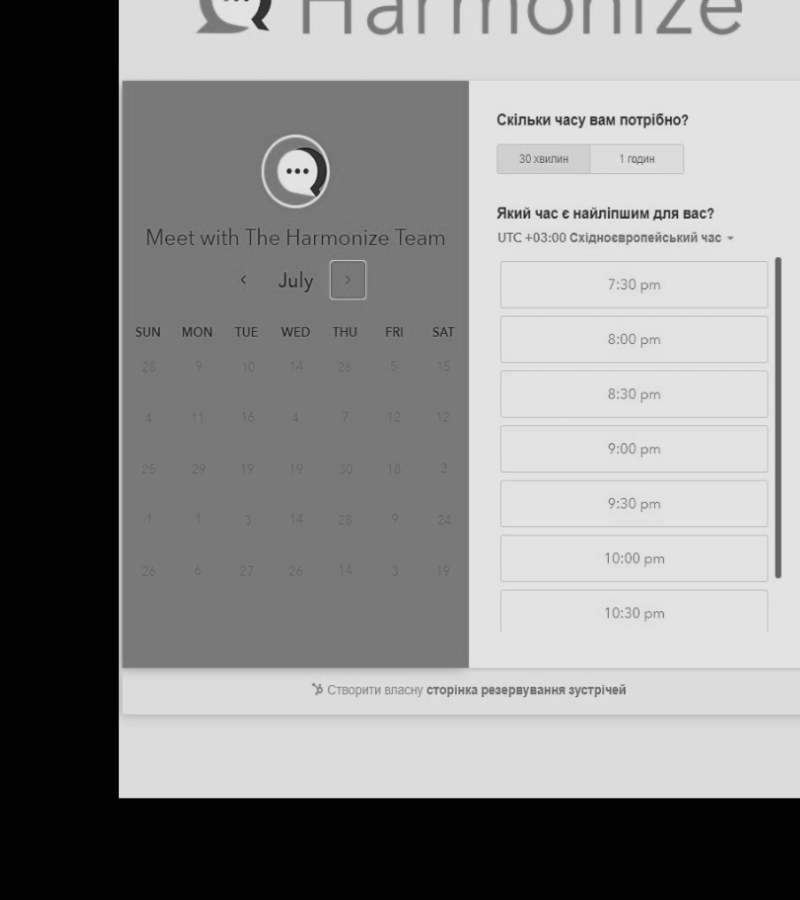 Harmonize
Meet with The Harmonize Team
July
SUN MON TUE WED THU FRI SAT
28 9 10 14 26 5 15
4 11 16 4 7 12 12
25 29 19 19 30 18 2
1 1 3 14 28 9 24
26 6 27 26 14 3 19
Скільки часу вам потрібно?
30 хвилин 1 годин
Який час є найліпшим для вас?
UTC +03:00 Східноєвропейський час
7:30 pm
8:00 pm
8:30 pm
9:00 pm
9:30 pm
10:00 pm
10:30 pm
Створити власну сторінка резервування зустрічей